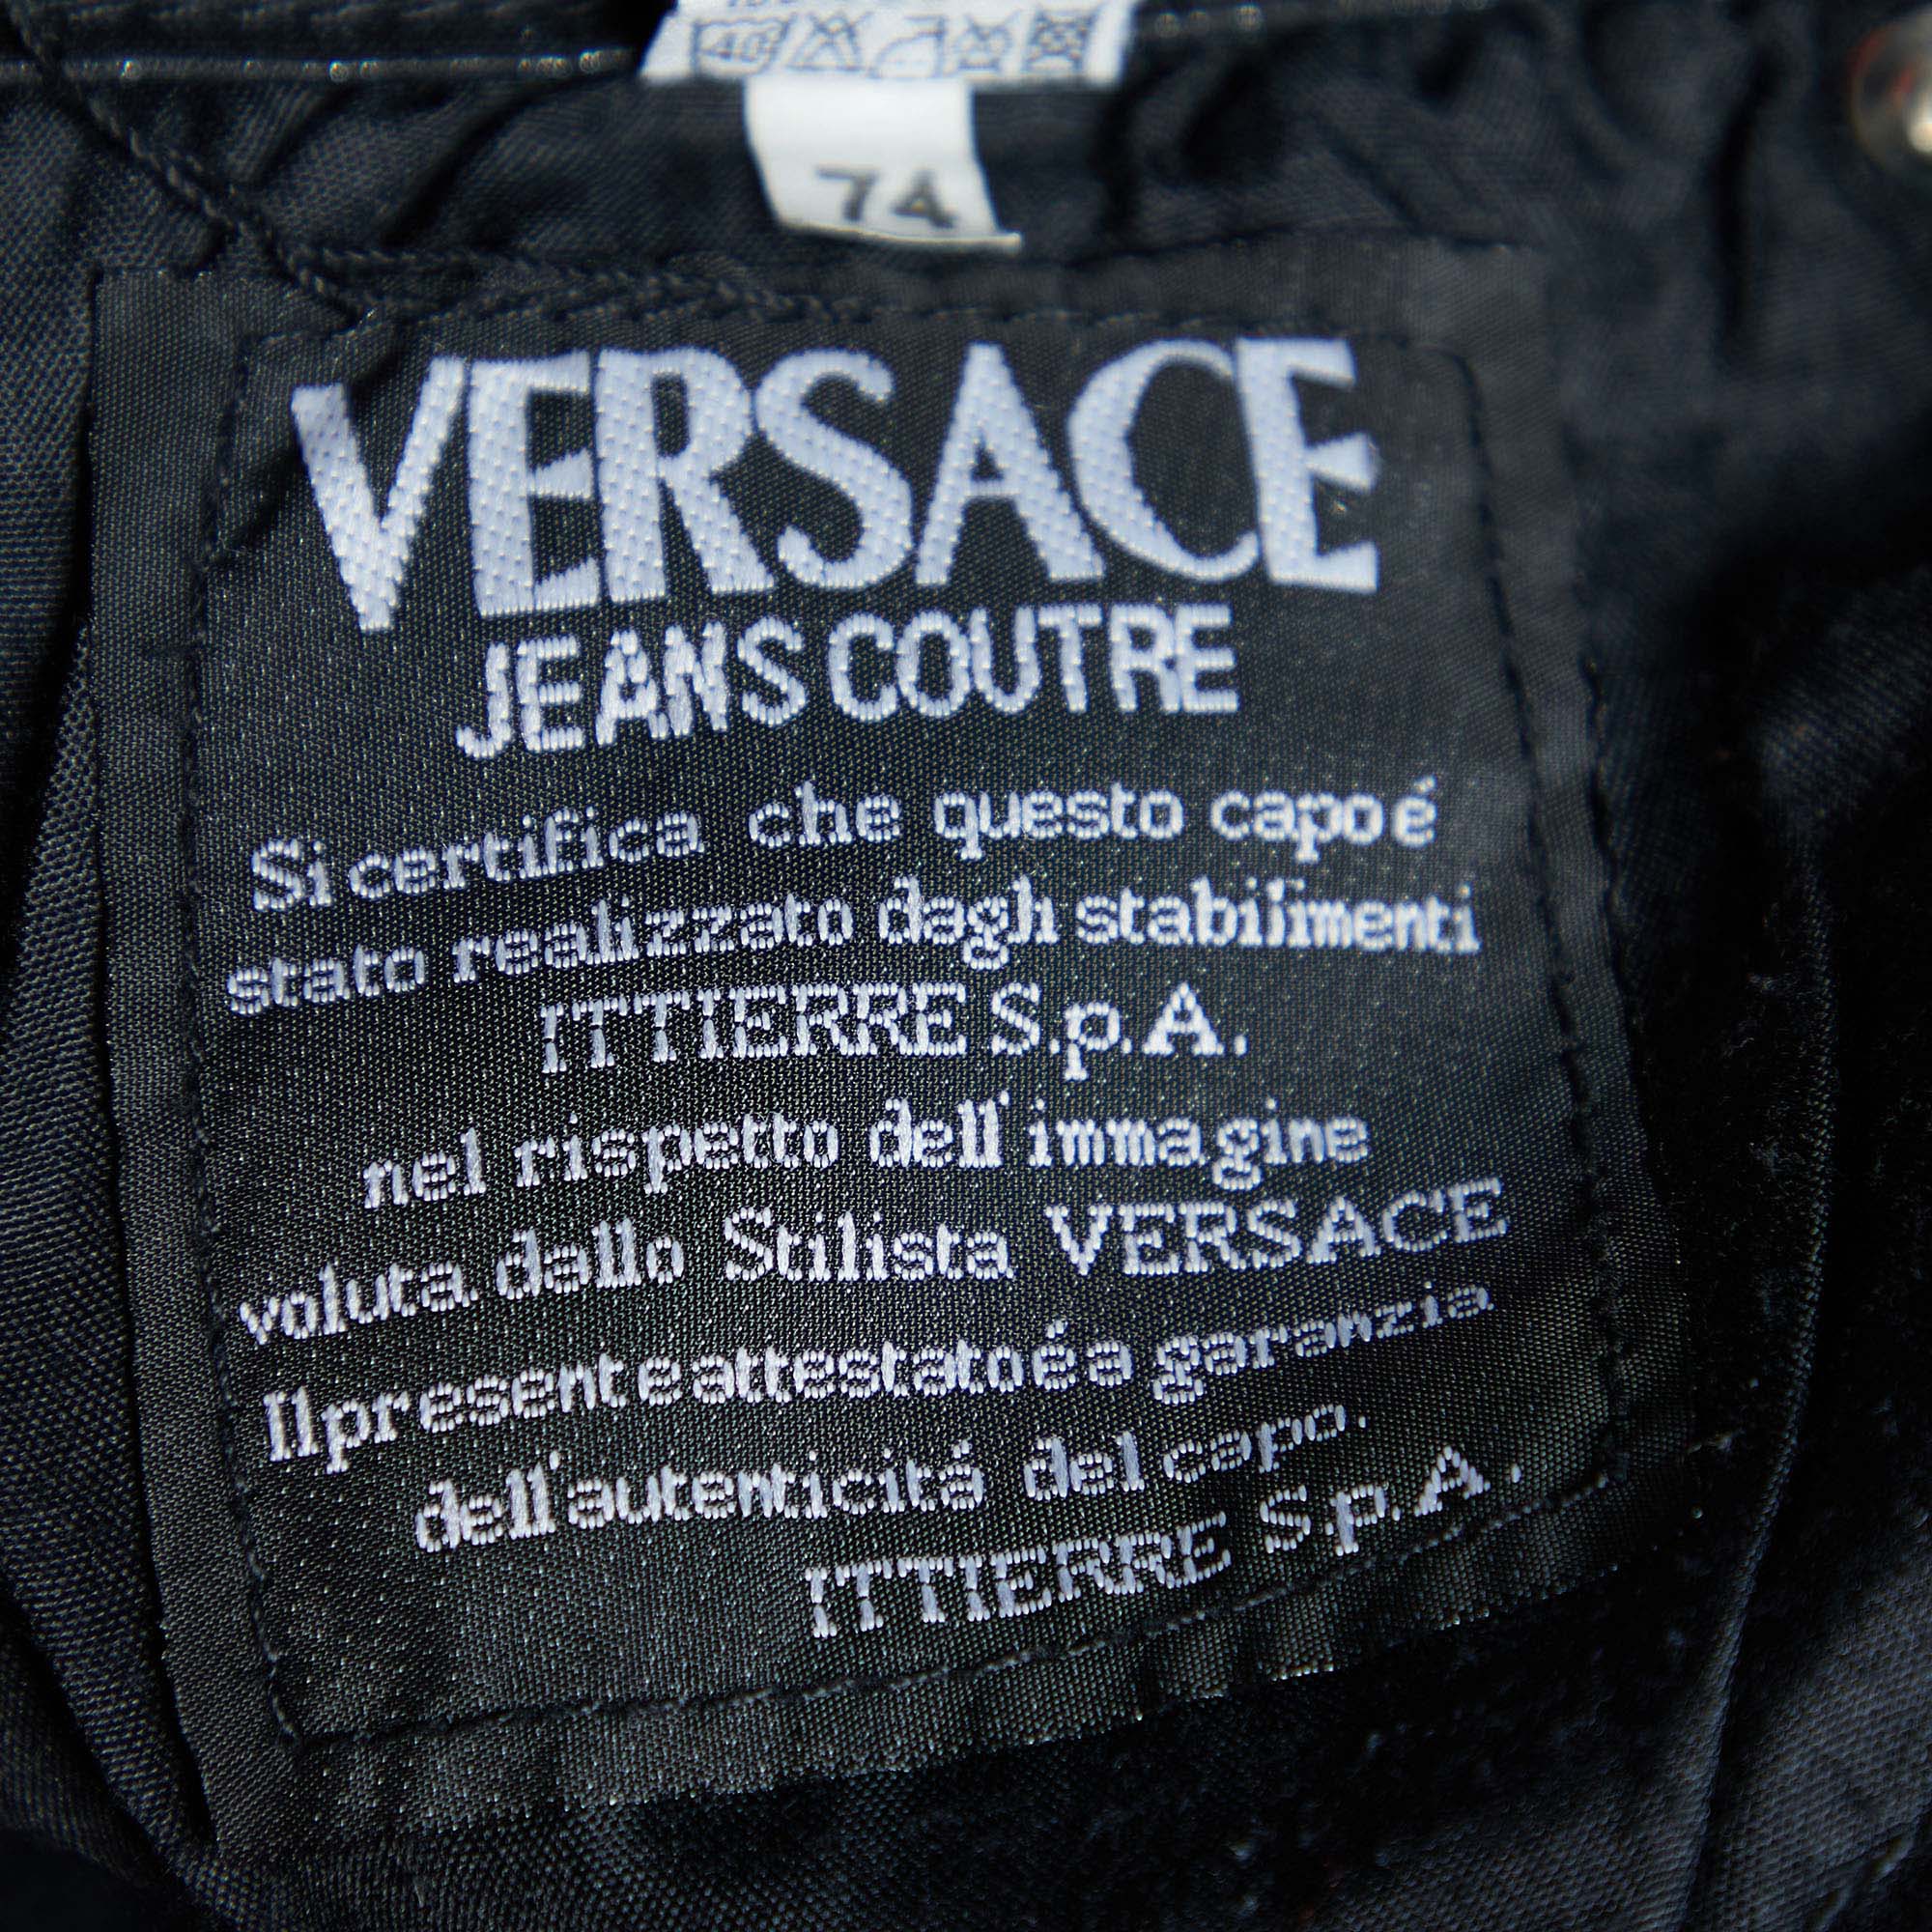 40
74
VERSACE
JEANS COUTRE
Si certifica che questo capo é
stato realizzato dagli stabilimenti
ITTIERRE S.p.A.
nel rispetto dell'immagine
voluta dallo Stilista VERSACE
Il presente attestato é a garanzia
dell'autenticitá del capo.
ITTIERRE S.p.A.